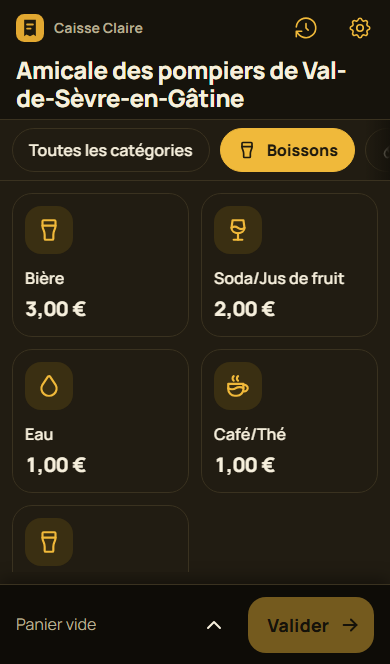 Caisse Claire
Amicale des pompiers de Val-
de-Sèvre-en-Gâtine
Toutes les catégories
Boissons
Bière
3,00 €
Soda/Jus de fruit
2,00 €
Eau
1,00 €
Café/Thé
1,00 €
Panier vide
Valider